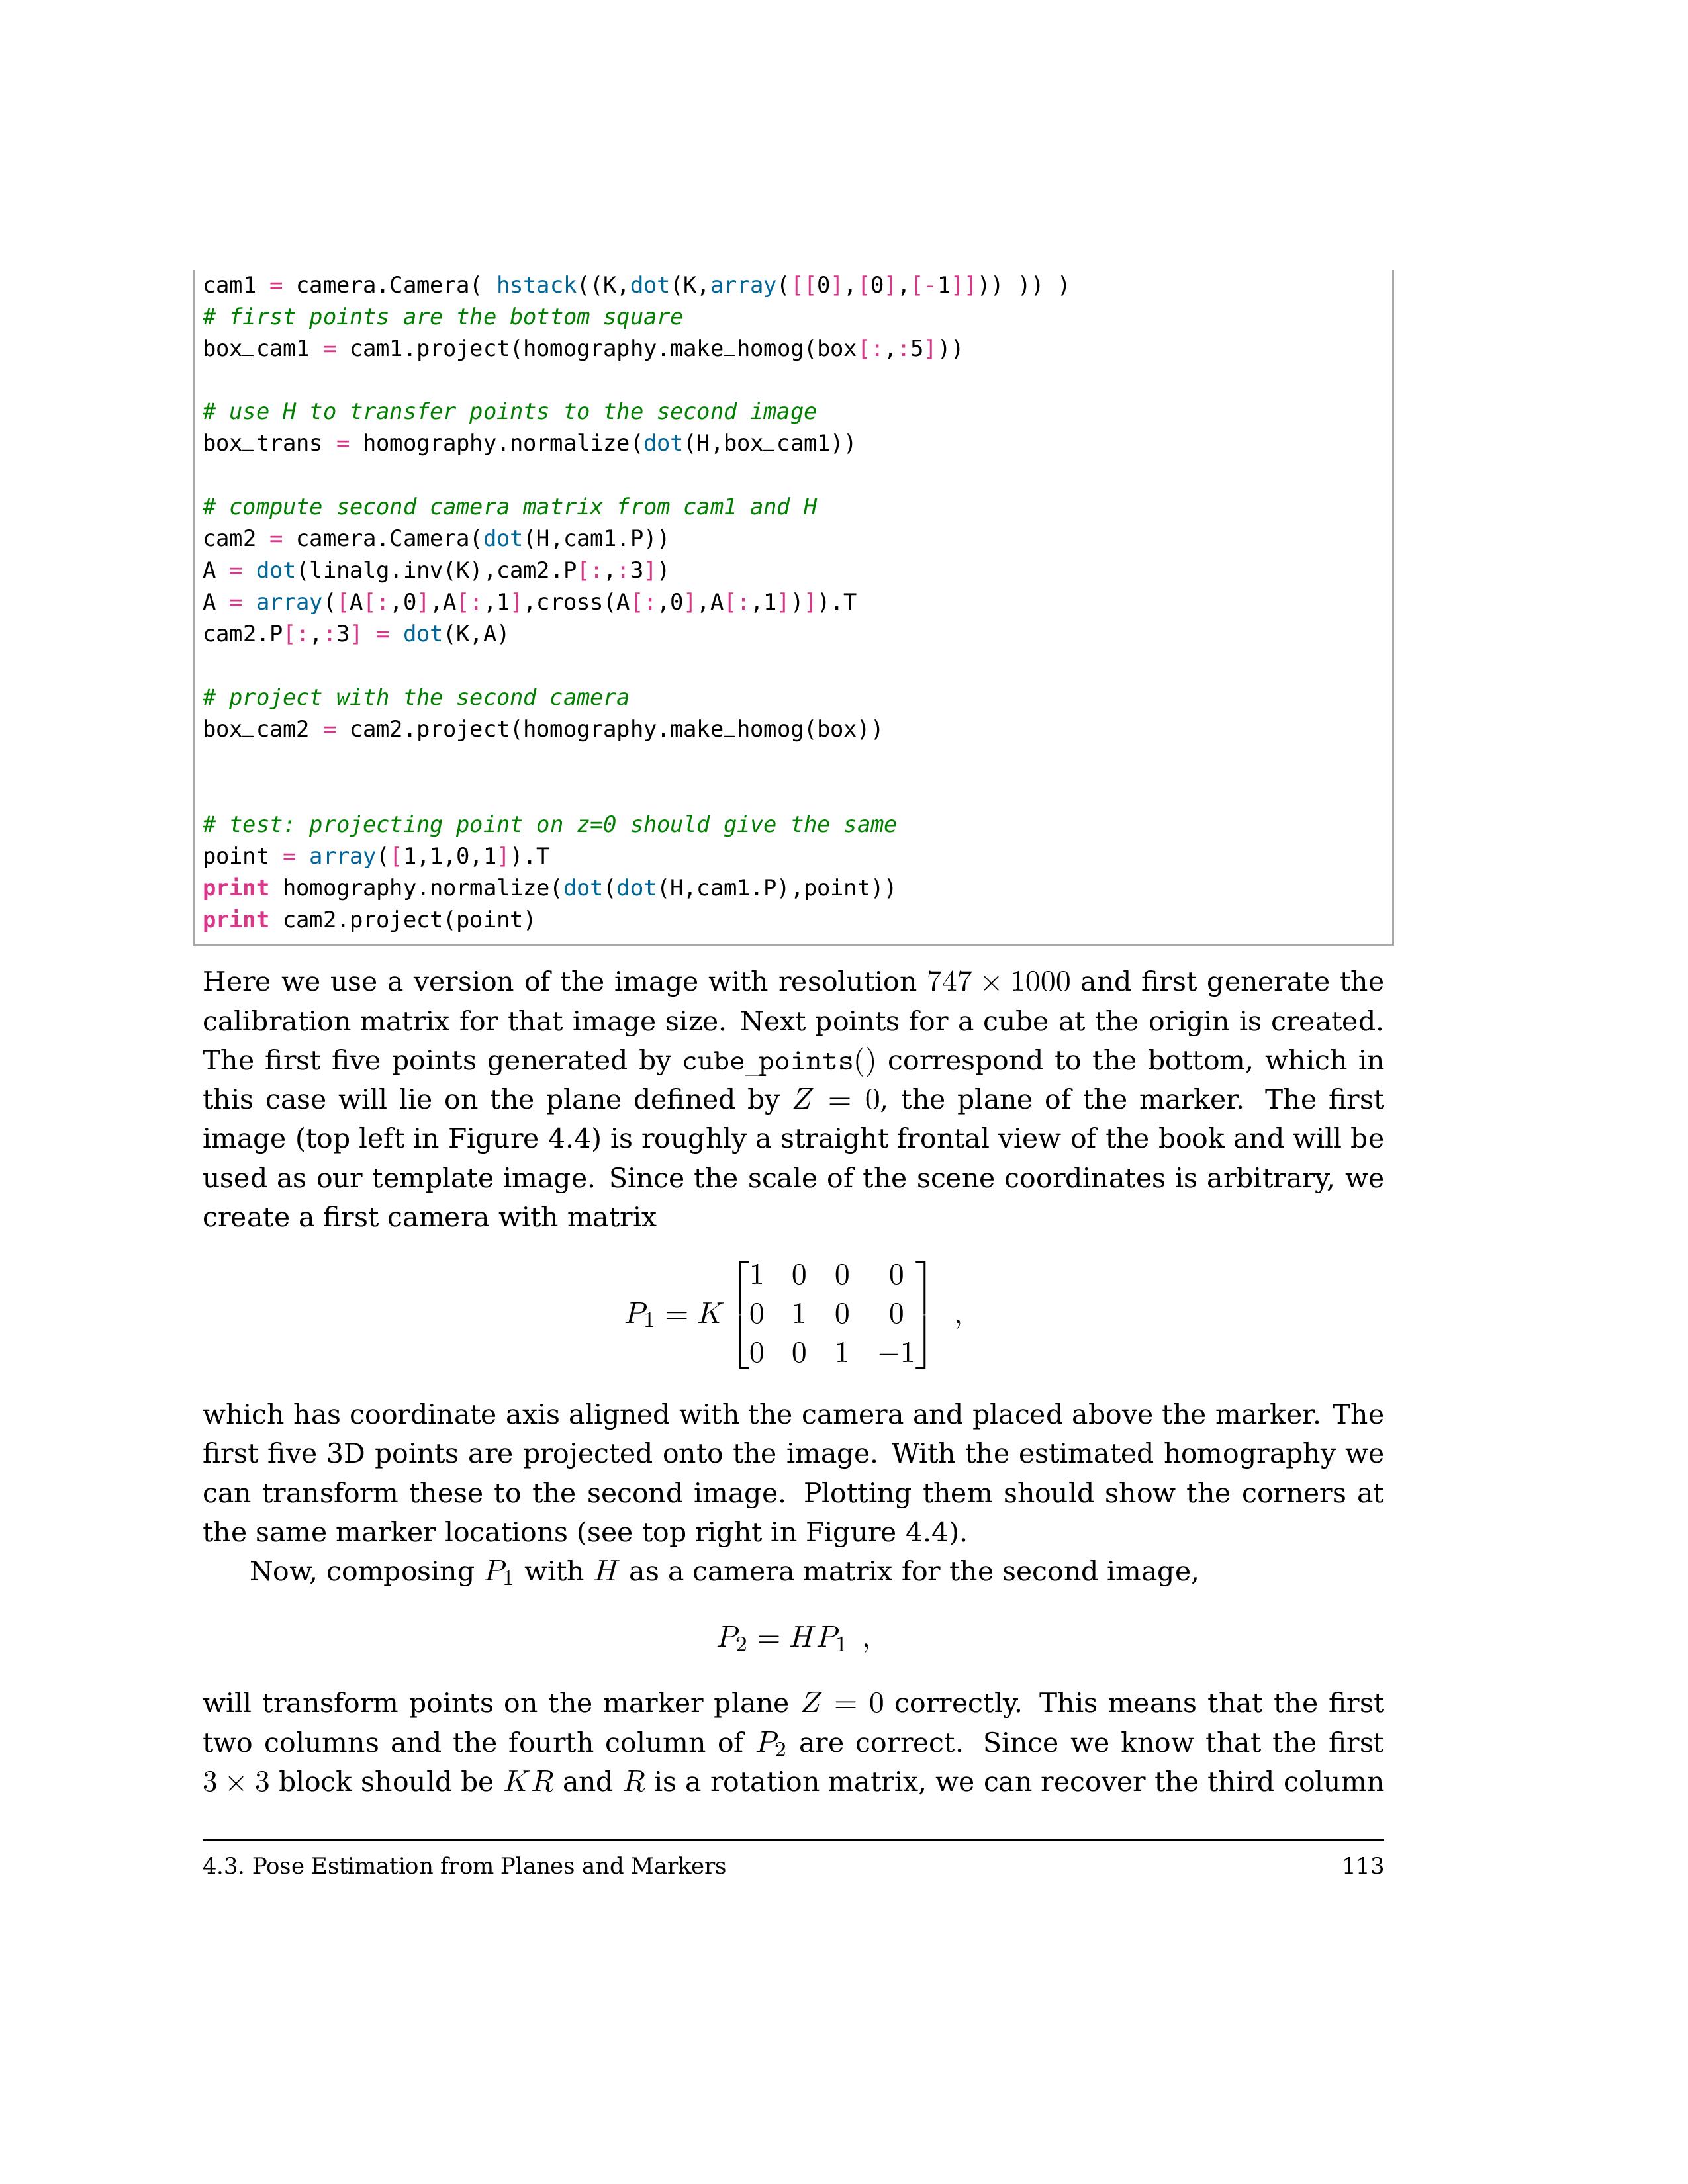 cam1 = camera.Camera( hstack((K,dot(K,array([[0],[0],[-1]])) )) )
# first points are the bottom square
box_cam1 = cam1.project(homography.make_homog(box[:,:5]))
# use H to transfer points to the second image
box_trans = homography.normalize(dot(H,box_cam1))
# compute second camera matrix from cam1 and H
cam2 = camera.Camera(dot(H,cam1.P))
A = dot(linalg.inv(K),cam2.P[:,:3])
A = array([A[:,0],A[:,1],cross(A[:,0],A[:,1])]).T
cam2.P[:,:3] = dot(K,A)
# project with the second camera
box_cam2 = cam2.project(homography.make_homog(box))
# test: projecting point on z=0 should give the same
point = array([1,1,0,1]).T
print homography.normalize(dot(dot(H,cam1.P),point))
print cam2.project(point)
Here we use a version of the image with resolution 747 × 1000 and first generate the
calibration matrix for that image size. Next points for a cube at the origin is created.
The first five points generated by cube_points() correspond to the bottom, which in
this case will lie on the plane defined by Z = 0, the plane of the marker. The first
image (top left in Figure 4.4) is roughly a straight frontal view of the book and will be
used as our template image. Since the scale of the scene coordinates is arbitrary, we
create a first camera with matrix
1 0 0 0
P1 = K 0 1 0 0 ,
0 0 1 −1
which has coordinate axis aligned with the camera and placed above the marker. The
first five 3D points are projected onto the image. With the estimated homography we
can transform these to the second image. Plotting them should show the corners at
the same marker locations (see top right in Figure 4.4).
Now, composing P1 with H as a camera matrix for the second image,
P2 = HP1 ,
will transform points on the marker plane Z = 0 correctly. This means that the first
two columns and the fourth column of P2 are correct. Since we know that the first
3 × 3 block should be KR and R is a rotation matrix, we can recover the third column
4.3. Pose Estimation from Planes and Markers 113